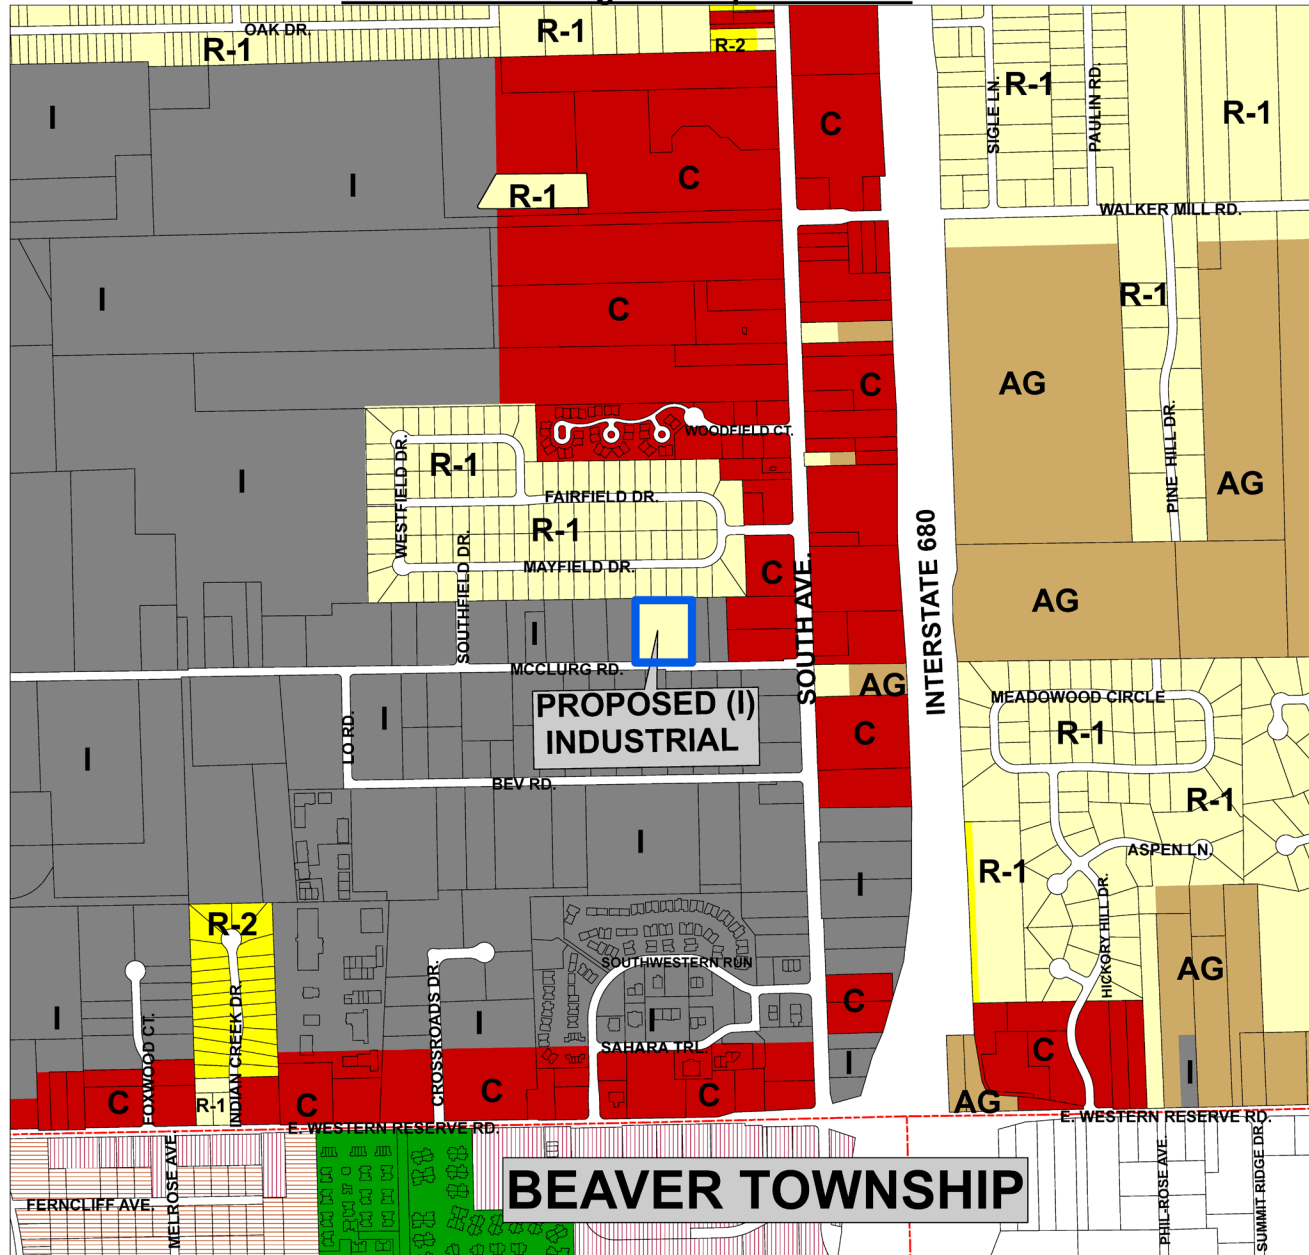 OAK DR.
R-1
R-1
R-2
C
SIGLE LN.
R-1
PAULIN RD.
R-1
I
I
C
R-1
WALKER MILL RD.
I
C
R-1
C
AG
WOODFIELD CT.
PINE HILL DR.
WESTFIELD DR.
R-1
I
AG
FAIRFIELD DR.
R-1
INTERSTATE 680
SOUTHFIELD DR.
MAYFIELD DR.
C
SOUTH AVE.
AG
I
MCCLURG RD.
AG
PROPOSED (I)
INDUSTRIAL
MEADOWOOD CIRCLE
R-1
LO RD.
I
C
I
BEV RD.
R-1
I
ASPEN LN.
R-1
I
HICKORY HILL DR.
R-2
SOUTHWESTERN RUN
AG
CROSSROADS DR.
C
I
I
I
FOXWOOD CT.
INDIAN CREEK DR.
SAHARA TRL.
C
I
I
C
R-1
C
C
C
AG
E. WESTERN RESERVE RD.
E. WESTERN RESERVE RD.
MELROSE AVE.
BEAVER TOWNSHIP
PHIL-ROSE AVE.
SUMMIT RIDGE DR.
FERNCLIFF AVE.